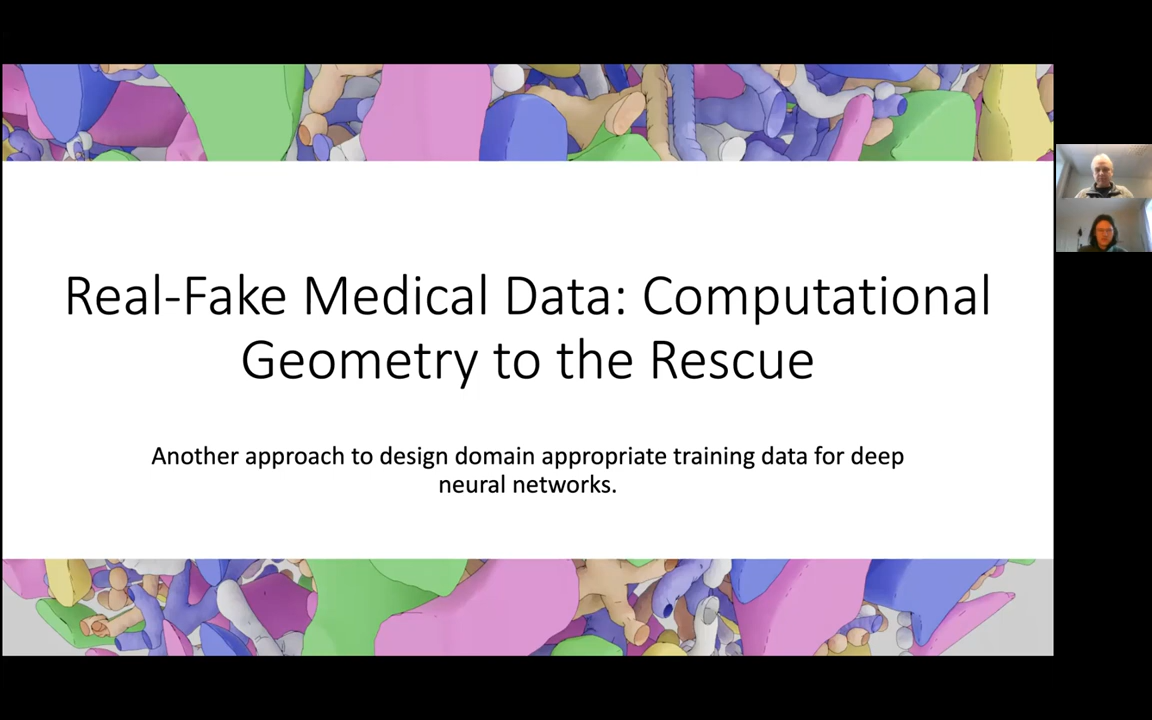 Real-Fake Medical Data: Computational
Geometry to the Rescue
Another approach to design domain appropriate training data for deep
neural networks.